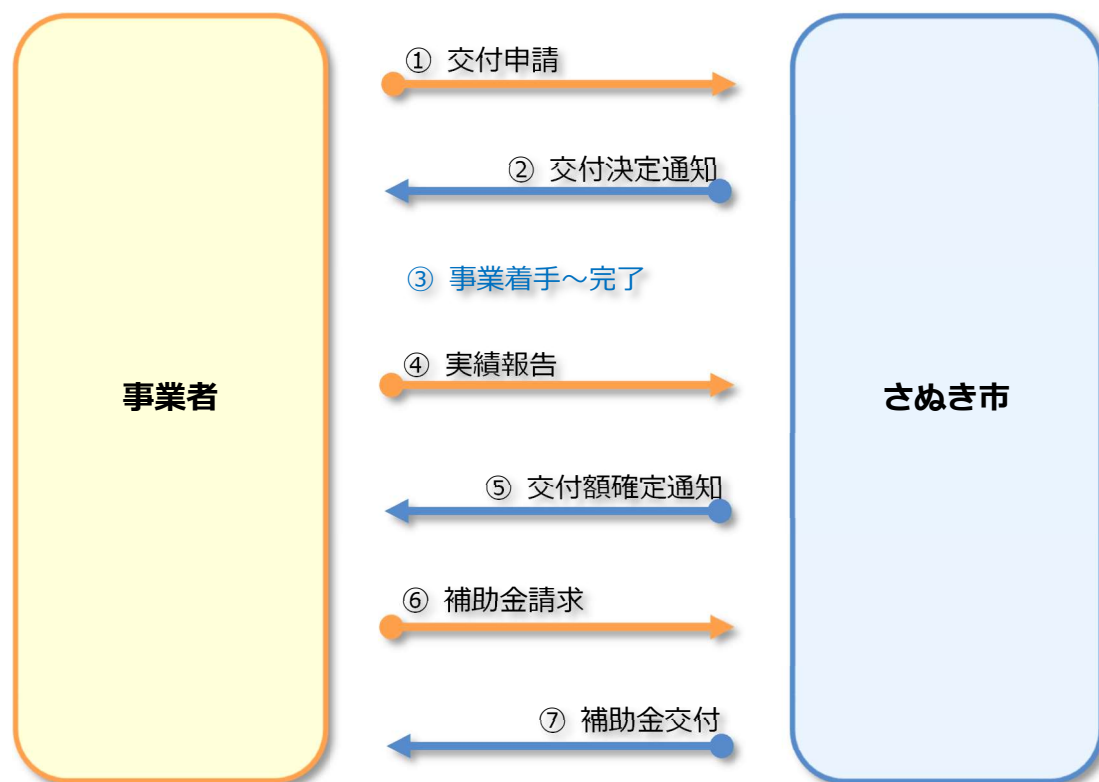 ① 交付申請
② 交付決定通知
③ 事業着手～完了
④ 実績報告
事業者
さぬき市
⑤ 交付額確定通知
⑥ 補助金請求
⑦ 補助金交付